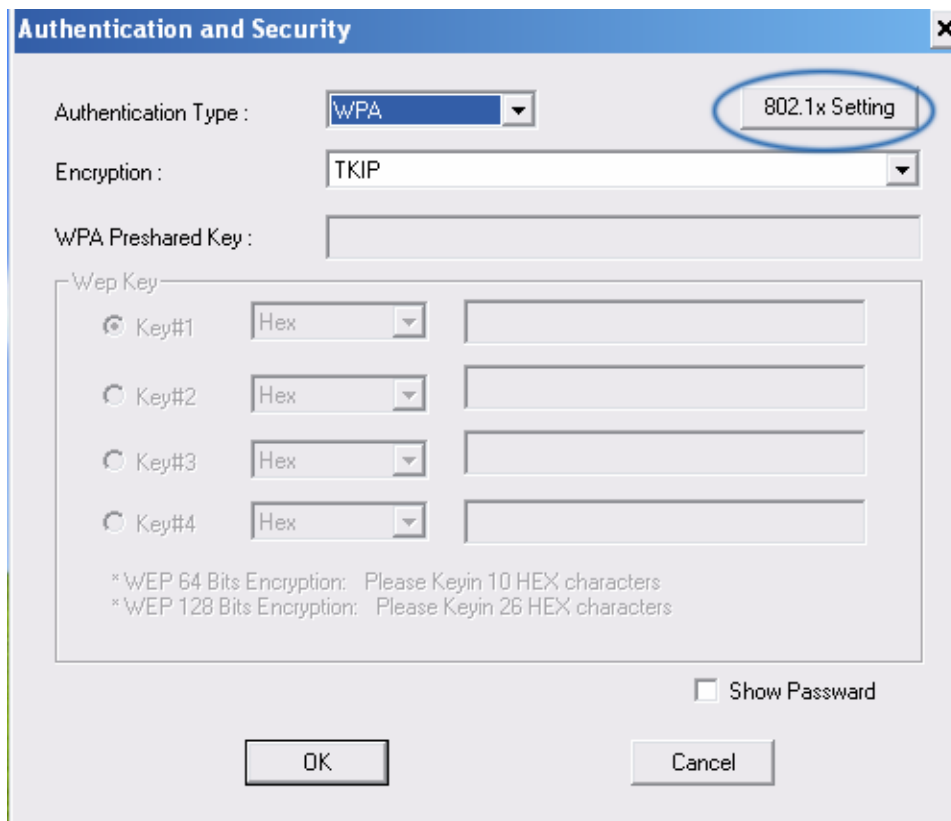 Authentication and Security
Authentication Type : WPA 802.1x Setting
Encryption : TKIP
WPA Preshared Key :
Wep Key
Key#1 Hex
Key#2 Hex
Key#3 Hex
Key#4 Hex
* WEP 64 Bits Encryption: Please Keyin 10 HEX characters
* WEP 128 Bits Encryption: Please Keyin 26 HEX characters
Show Passward
OK Cancel